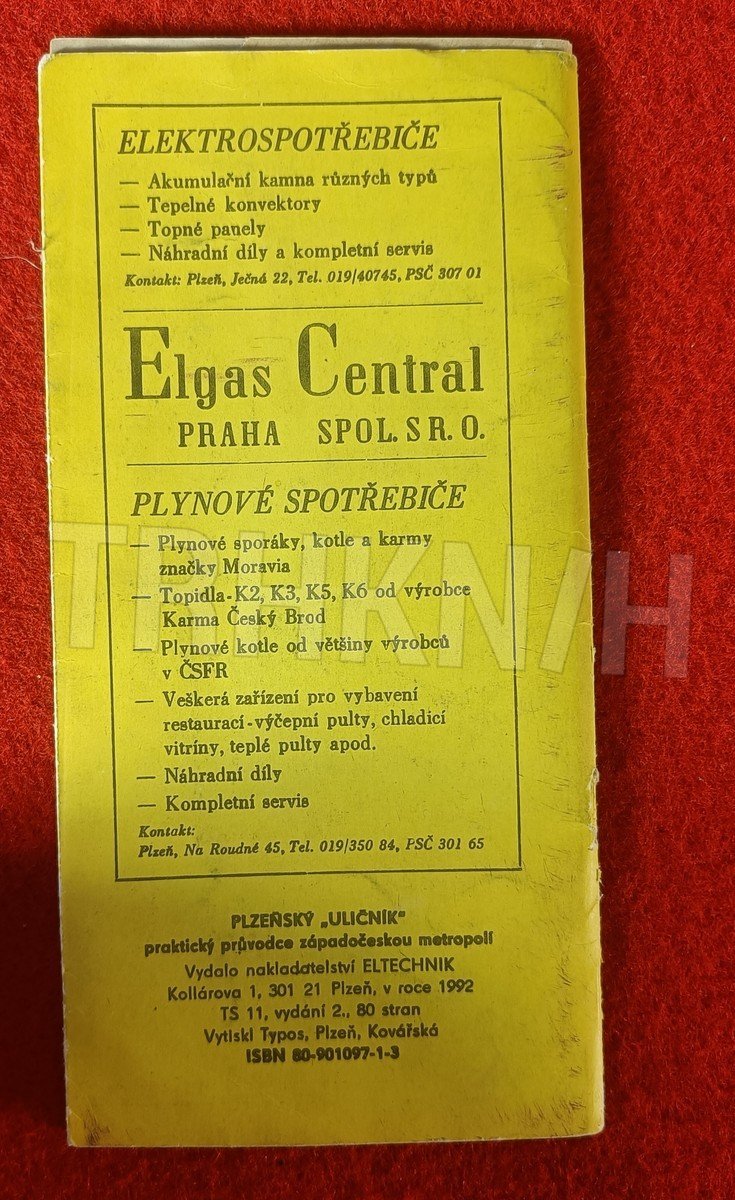 ELEKTROSPOTŘEBIČE
— Akumulační kamna různých typů
— Tepelné konvektory
— Topné panely
— Náhradní díly a kompletní servis
Kontakt: Plzeň, Ječná 22, Tel. 019/40745, PSČ 307 01
Elgas Central
PRAHA SPOL. S R. O.
PLYNOVÉ SPOTŘEBIČE
— Plynové sporáky, kotle a karmy
značky Moravia
— Topidla-K2, K3, K5, K6 od výrobce
Karma Český Brod
— Plynové kotle od většiny výrobců
v ČSFR
— Veškerá zařízení pro vybavení
restaurací-výčepní pulty, chladicí
vitríny, teplé pulty apod.
— Náhradní díly
— Kompletní servis
Kontakt:
Plzeň, Na Roudné 45, Tel. 019/350 84, PSČ 301 65
PLZEŇSKÝ „ULIČNÍK"
praktický průvodce západočeskou metropolí
Vydalo nakladatelství ELTECHNIK
Kollárova 1, 301 21 Plzeň, v roce 1992
TS 11, vydání 2., 80 stran
Vytiskl Typos, Plzeň, Kovářská
ISBN 80-901097-1-3
TRHKNIH